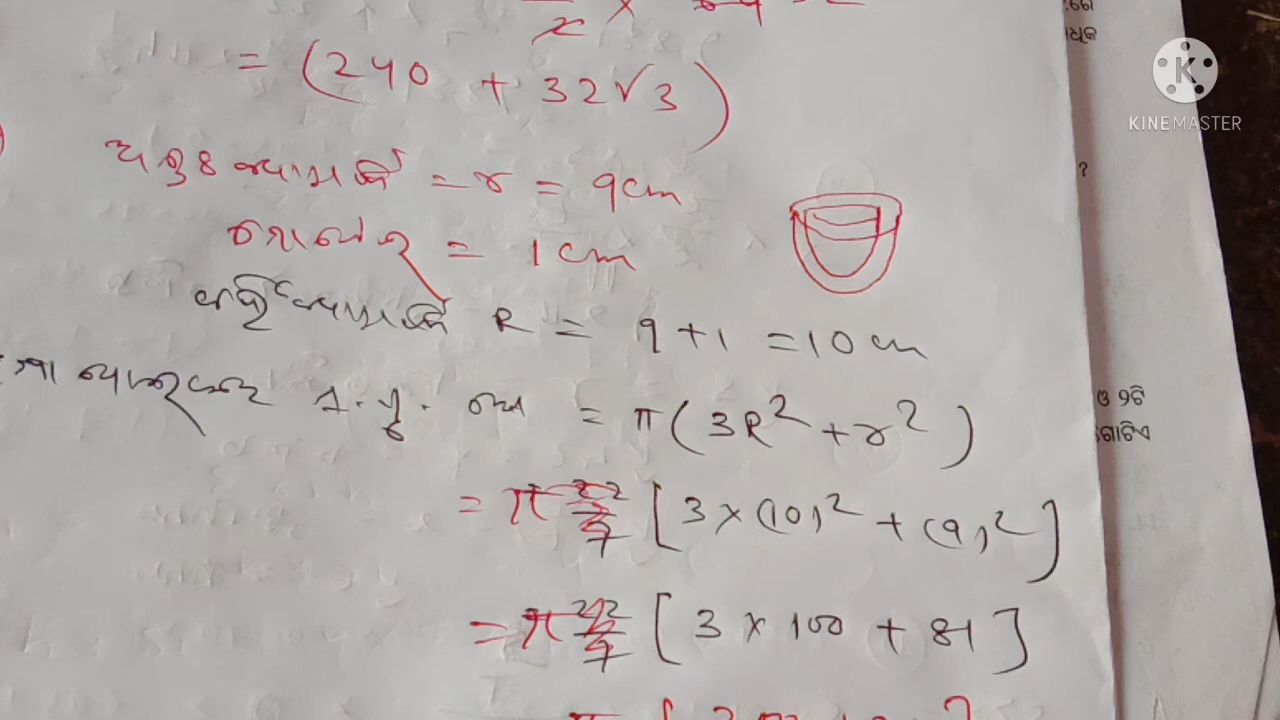 = (240 + 32√3)
ଅନ୍ତଃ ବ୍ୟାସାର୍ଦ୍ଧ = r = 9cm
= 1 cm
ବହିଃବ୍ୟାସାର୍ଦ୍ଧ R = 9 + 1 = 10 cm
ସ. ପୃ. = π(3R² + r²)
= π 22/7 [3 × (10)² + (9)²]
= π 22/7 [3 × 100 + 81]
KINEMASTER
ଧିକ
?
ଓ ୨ଟି
ଗୋଟିଏ